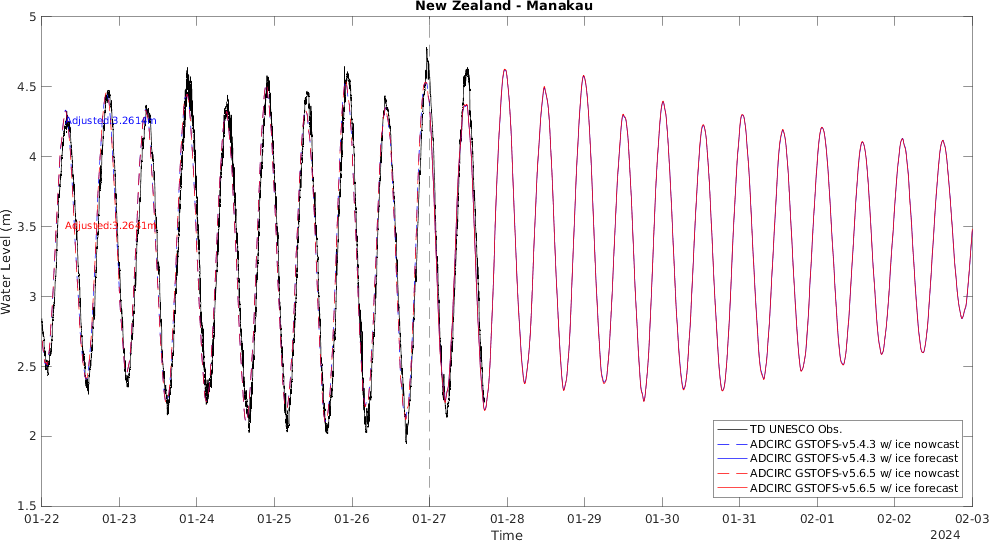 New Zealand - Manakau
5
4.5
4
3.5
3
2.5
2
1.5
Water Level (m)
Adjusted:3.2614m
Adjusted:3.2641m
TD UNESCO Obs.
ADCIRC GSTOFS-v5.4.3 w/ ice nowcast
ADCIRC GSTOFS-v5.4.3 w/ ice forecast
ADCIRC GSTOFS-v5.6.5 w/ ice nowcast
ADCIRC GSTOFS-v5.6.5 w/ ice forecast
01-22 01-23 01-24 01-25 01-26 01-27 01-28 01-29 01-30 01-31 02-01 02-02 02-03
Time
2024